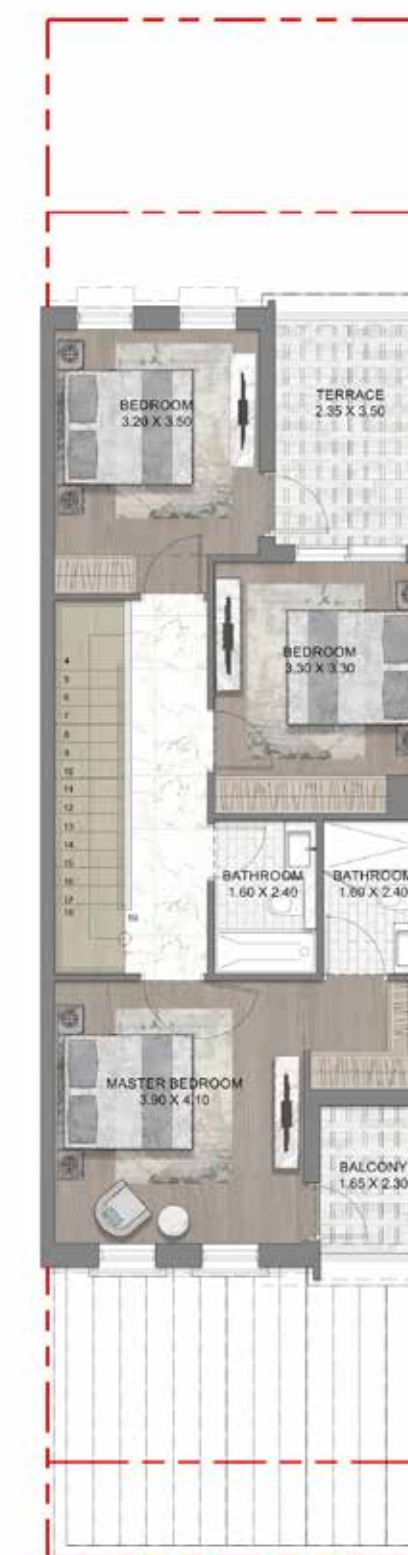 TERRACE
2.35 X 3.50
BEDROOM
3.20 X 3.50
BEDROOM
3.30 X 3.30
4
5
6
7
8
9
10
11
12
13
14
15
16
17
18
BATHROOM
1.60 X 2.40
BATHROOM
1.60 X 2.40
MASTER BEDROOM
3.90 X 4.10
BALCONY
1.65 X 2.30